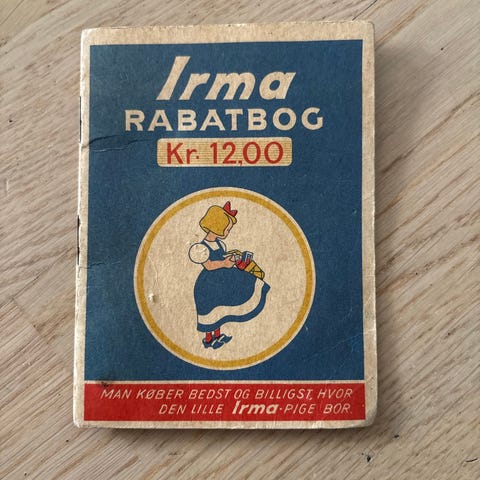 Irma
RABATBOG
Kr. 12,00
MAN KØBER BEDST OG BILLIGST, HVOR
DEN LILLE Irma-PIGE BOR.